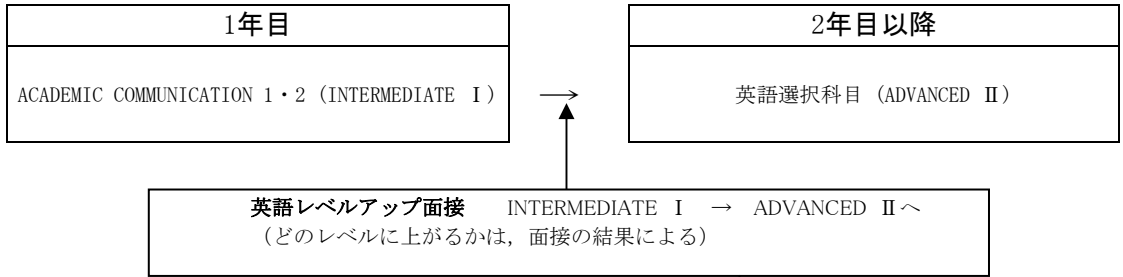 1年目
2年目以降
ACADEMIC COMMUNICATION 1・2 (INTERMEDIATE Ⅰ)
→
英語選択科目 (ADVANCED Ⅱ)
英語レベルアップ面接 INTERMEDIATE Ⅰ → ADVANCED Ⅱへ
(どのレベルに上がるかは，面接の結果による)